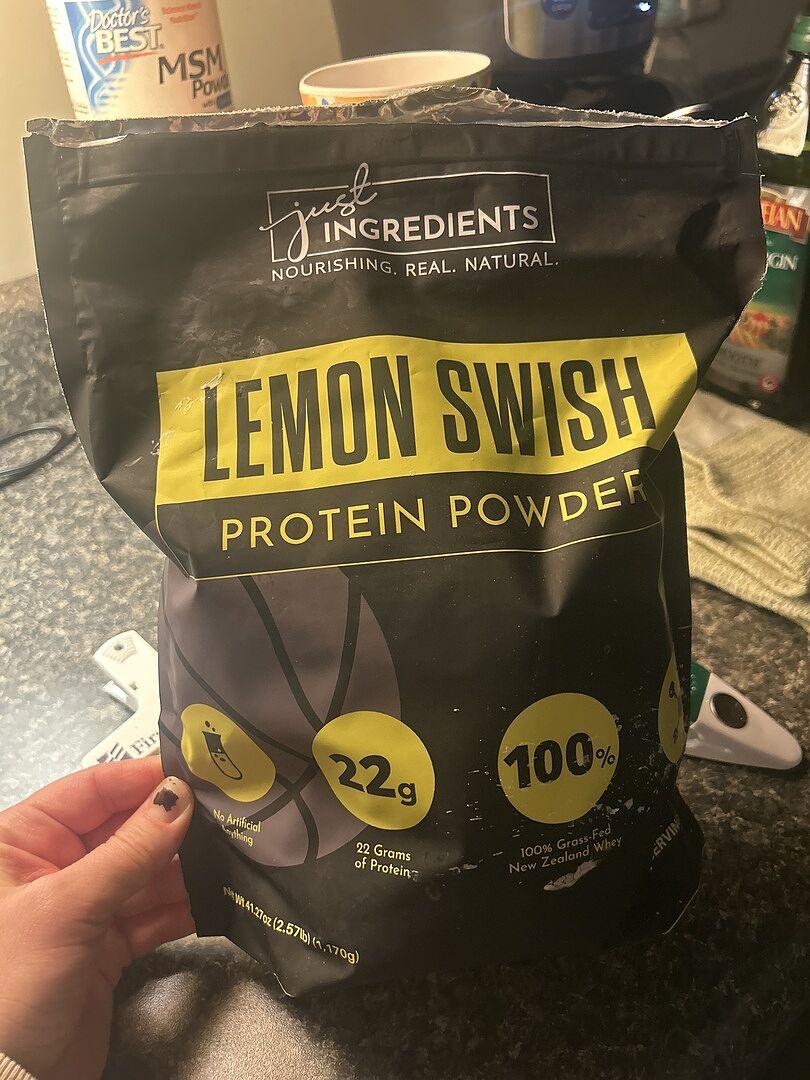 Doctor's
BEST
MSM
Powder
just
INGREDIENTS
NOURISHING. REAL. NATURAL.
LEMON SWISH
PROTEIN POWDER
22g
100%
No Artificial
22 Grams
of Protein
100% Grass-Fed
New Zealand Whey
Net Wt 41.27oz (2.57lb) (1,170g)